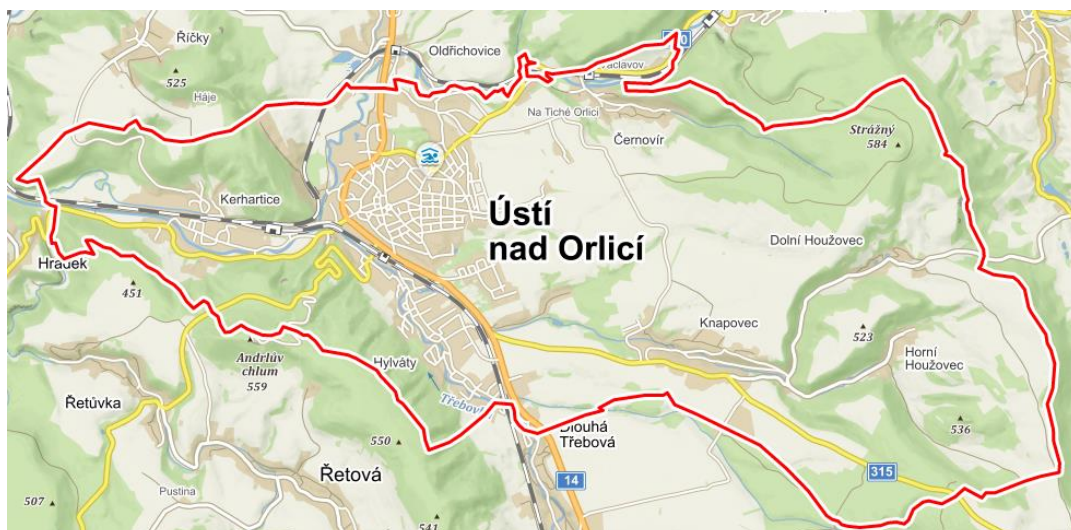 Říčky
525
Háje
Oldřichovice
Na Tiché Orlici
Černovír
Strážný
584
Kerhartice
Ústí
nad Orlicí
Dolní Houžovec
Hrádek
451
Andrlův
chlum
559
Hylváty
Knapovec
523
Horní
Houžovec
Řetůvka
Třebovka
Dlouhá
Třebová
550
Řetová
536
315
14
Pustina
507
541